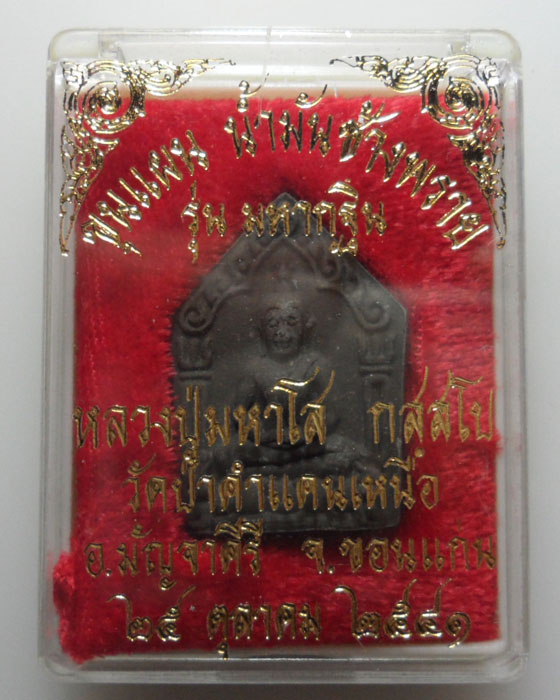 ขุนแผน น้ำมันช้างพราย
รุ่น มหากฐิน
หลวงปู่มหาโส กสฺสโป
วัดป่าคำแคนเหนือ
อ.มัญจาคีรี จ.ขอนแก่น
๒๕ ตุลาคม ๒๕๔๑